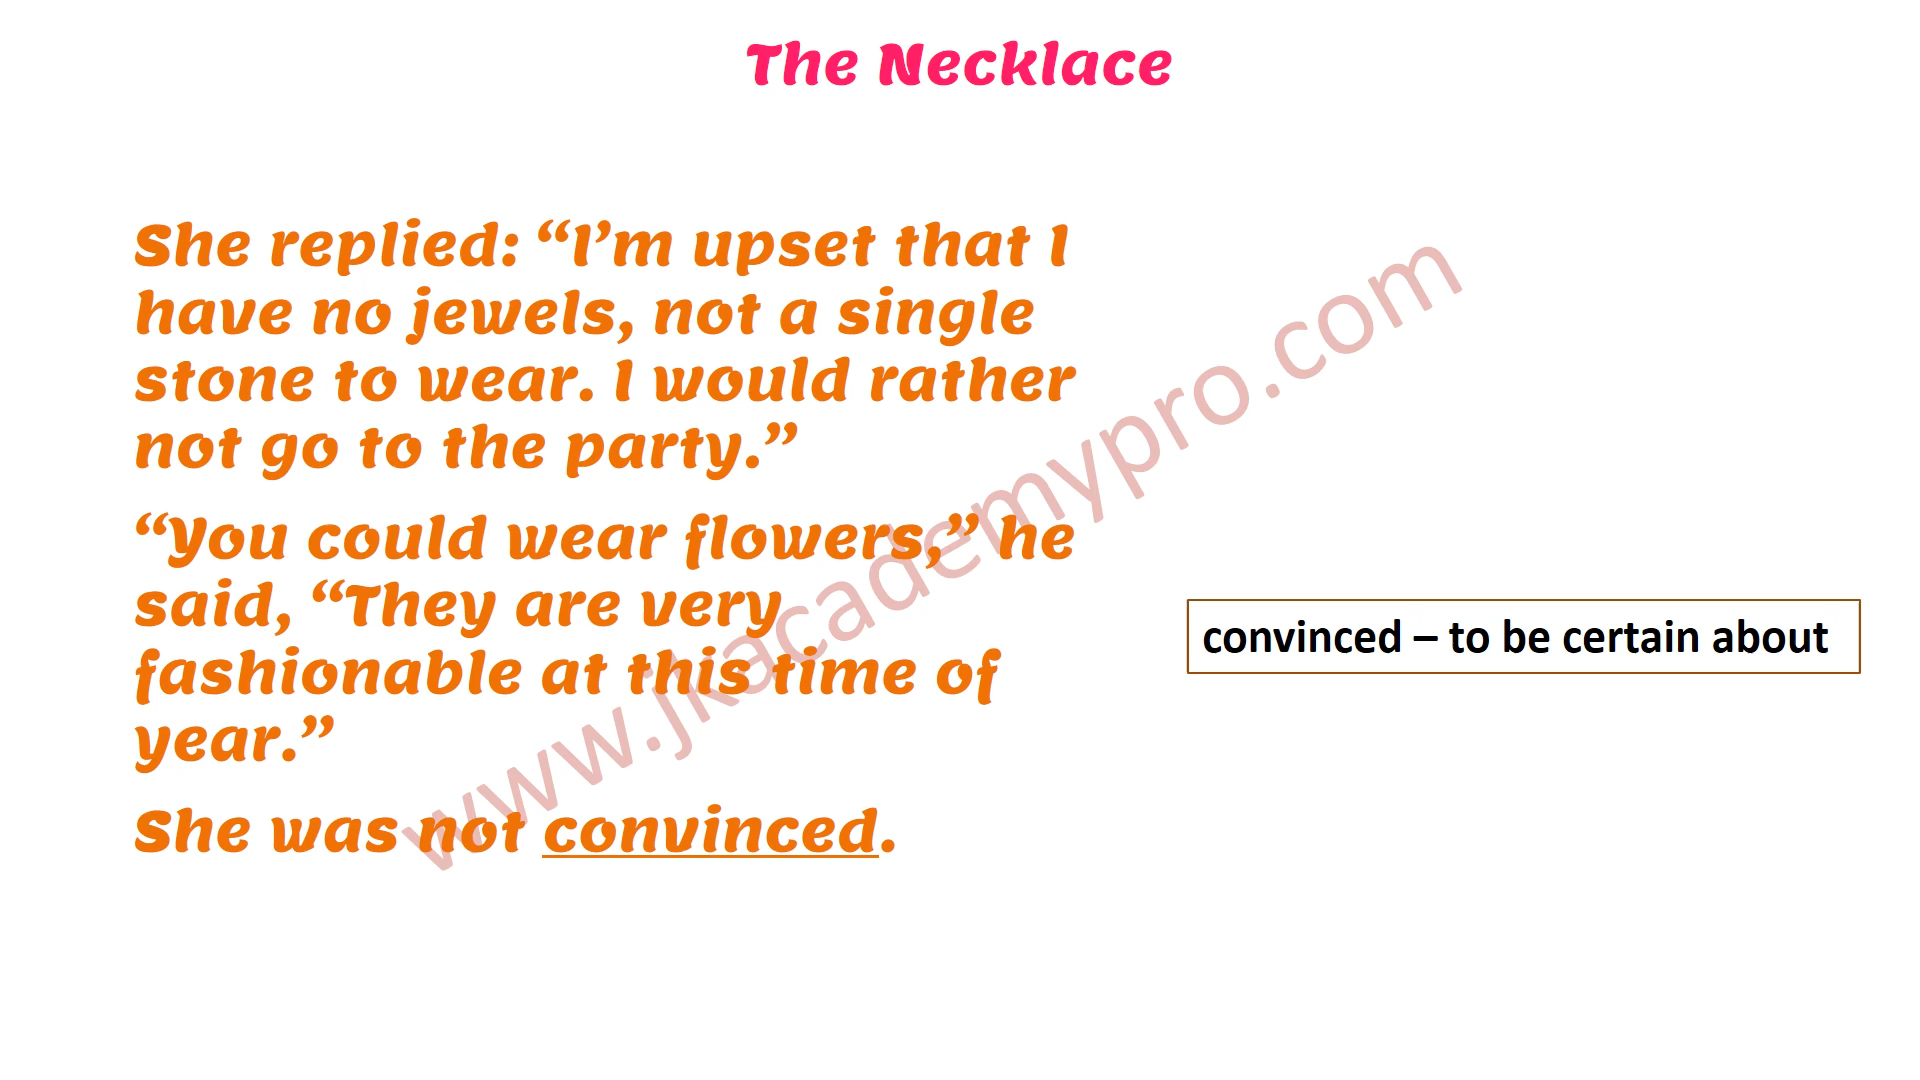 The Necklace
She replied: “I’m upset that I
have no jewels, not a single
stone to wear. I would rather
not go to the party.”
“You could wear flowers,” he
said, “They are very
fashionable at this time of
year.”
She was not convinced.
convinced – to be certain about
www.jkacademypro.com